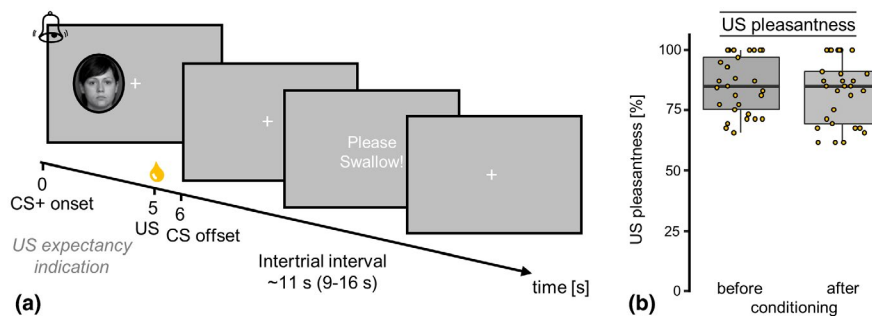 Please
Swallow!
0
CS+ onset
5
US
6
CS offset
US expectancy
indication
Intertrial interval
~11 s (9-16 s)
time [s]
(a)
US pleasantness
US pleasantness [%]
100
75
50
25
0
before
after
conditioning
(b)